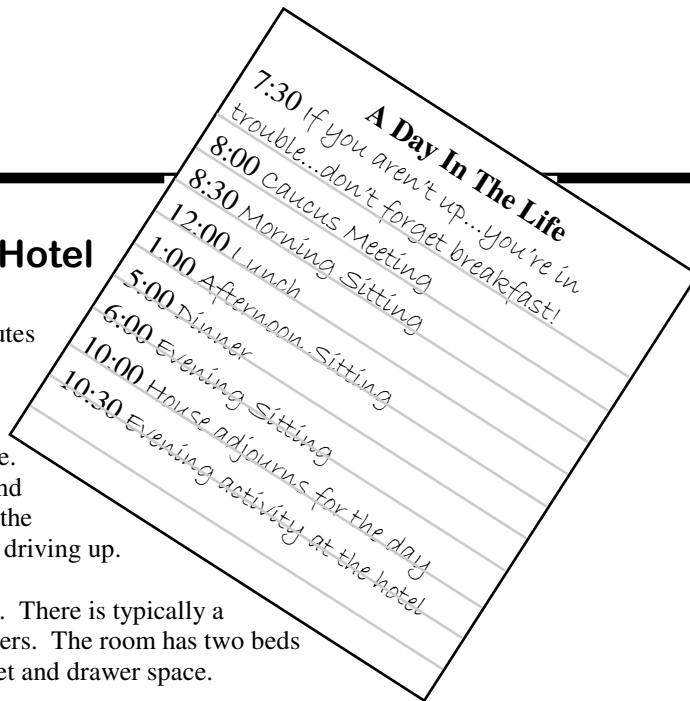 A Day In The Life
7:30 If you aren't up...you're in
trouble...don't forget breakfast!
8:00 Caucus Meeting
8:30 Morning Sitting
12:00 Lunch
1:00 Afternoon Sitting
5:00 Dinner
6:00 Evening Sitting
10:00 House adjourns for the day
10:30 Evening activity at the hotel
Hotel
utes
e.
nd
the
driving up.
. There is typically a
ers. The room has two beds
et and drawer space.